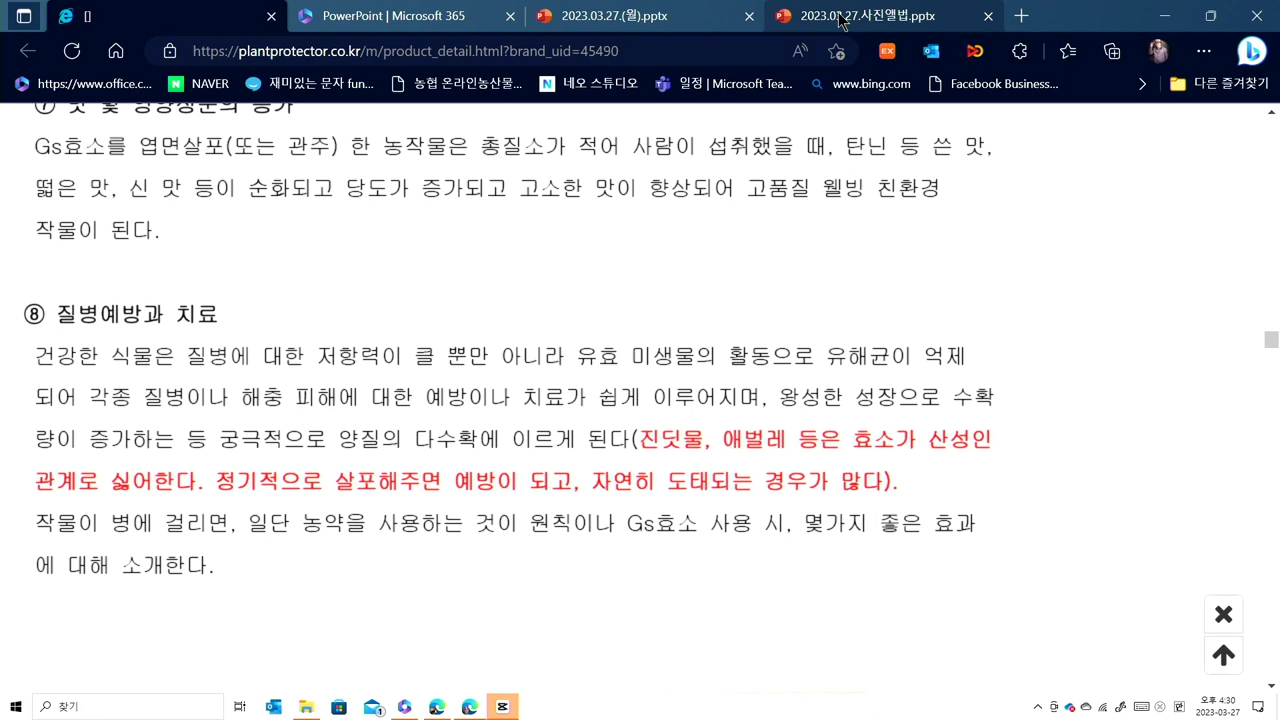 []
PowerPoint | Microsoft 365
2023.03.27.(월).pptx
2023.03.27.사진앨법.pptx
https://plantprotector.co.kr/m/product_detail.html?brand_uid=45490
https://www.office.c...
NAVER
재미있는 문자 fun...
농협 온라인농산물...
네오 스튜디오
일정 | Microsoft Tea...
www.bing.com
Facebook Business...
다른 즐겨찾기
⑦ 맛 및 영양성분의 증가
Gs효소를 엽면살포(또는 관주) 한 농작물은 총질소가 적어 사람이 섭취했을 때, 탄닌 등 쓴 맛,
떫은 맛, 신 맛 등이 순화되고 당도가 증가되고 고소한 맛이 향상되어 고품질 웰빙 친환경
작물이 된다.
⑧ 질병예방과 치료
건강한 식물은 질병에 대한 저항력이 클 뿐만 아니라 유효 미생물의 활동으로 유해균이 억제
되어 각종 질병이나 해충 피해에 대한 예방이나 치료가 쉽게 이루어지며, 왕성한 성장으로 수확
량이 증가하는 등 궁극적으로 양질의 다수확에 이르게 된다(진딧물, 애벌레 등은 효소가 산성인
관계로 싫어한다. 정기적으로 살포해주면 예방이 되고, 자연히 도태되는 경우가 많다).
작물이 병에 걸리면, 일단 농약을 사용하는 것이 원칙이나 Gs효소 사용 시, 몇가지 좋은 효과
에 대해 소개한다.
찾기
오후 4:30
2023-03-27